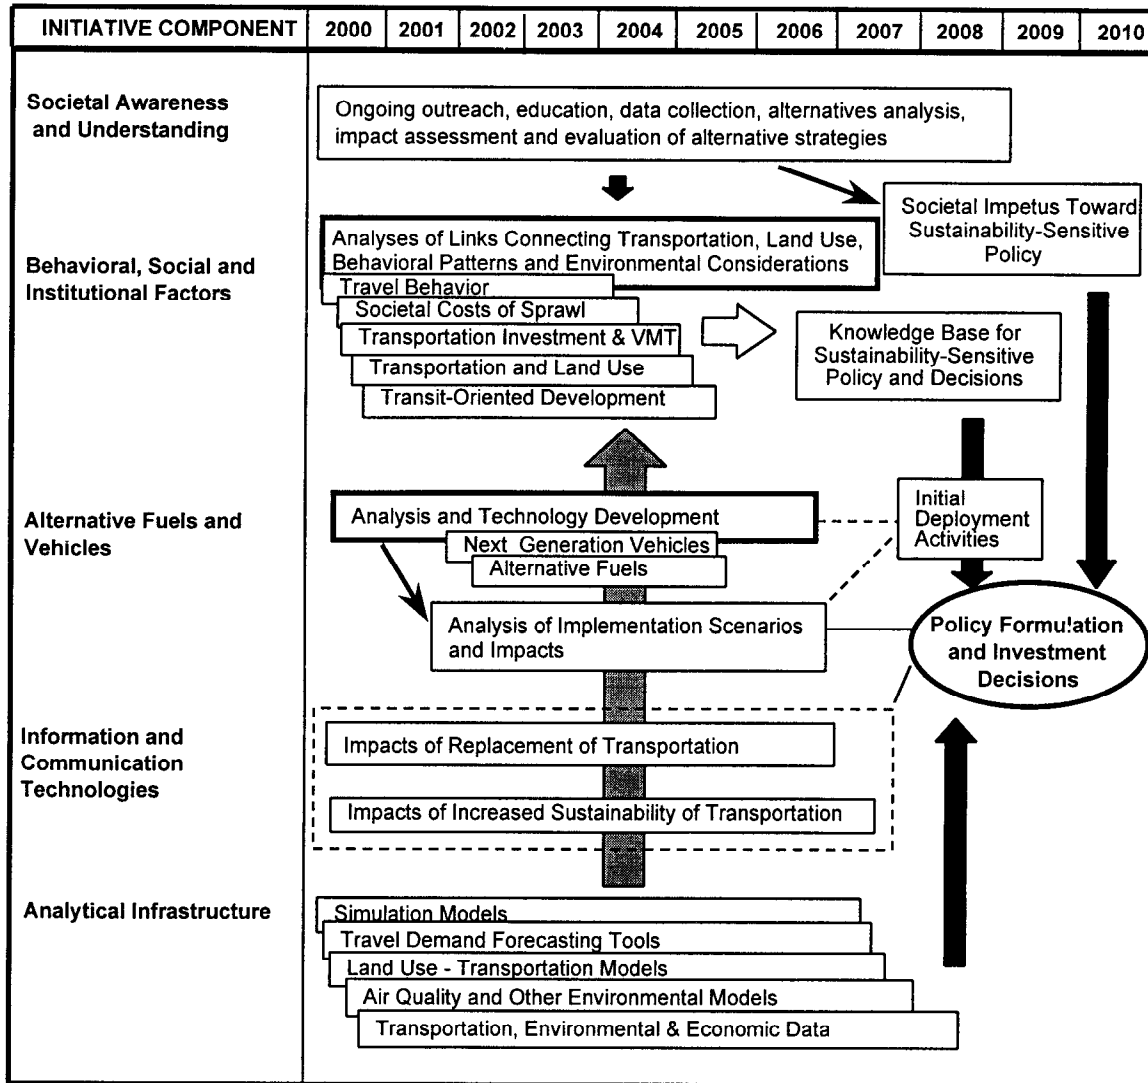 INITIATIVE COMPONENT 2000 2001 2002 2003 2004 2005 2006 2007 2008 2009 2010
Societal Awareness
and Understanding
Ongoing outreach, education, data collection, alternatives analysis,
impact assessment and evaluation of alternative strategies
Societal Impetus Toward
Sustainability-Sensitive
Policy
Behavioral, Social and
Institutional Factors
Analyses of Links Connecting Transportation, Land Use,
Behavioral Patterns and Environmental Considerations
Travel Behavior
Societal Costs of Sprawl
Transportation Investment & VMT
Transportation and Land Use
Transit-Oriented Development
Knowledge Base for
Sustainability-Sensitive
Policy and Decisions
Alternative Fuels and
Vehicles
Analysis and Technology Development
Next Generation Vehicles
Alternative Fuels
Analysis of Implementation Scenarios
and Impacts
Initial
Deployment
Activities
Policy Formulation
and Investment
Decisions
Information and
Communication
Technologies
Impacts of Replacement of Transportation
Impacts of Increased Sustainability of Transportation
Analytical Infrastructure
Simulation Models
Travel Demand Forecasting Tools
Land Use - Transportation Models
Air Quality and Other Environmental Models
Transportation, Environmental & Economic Data